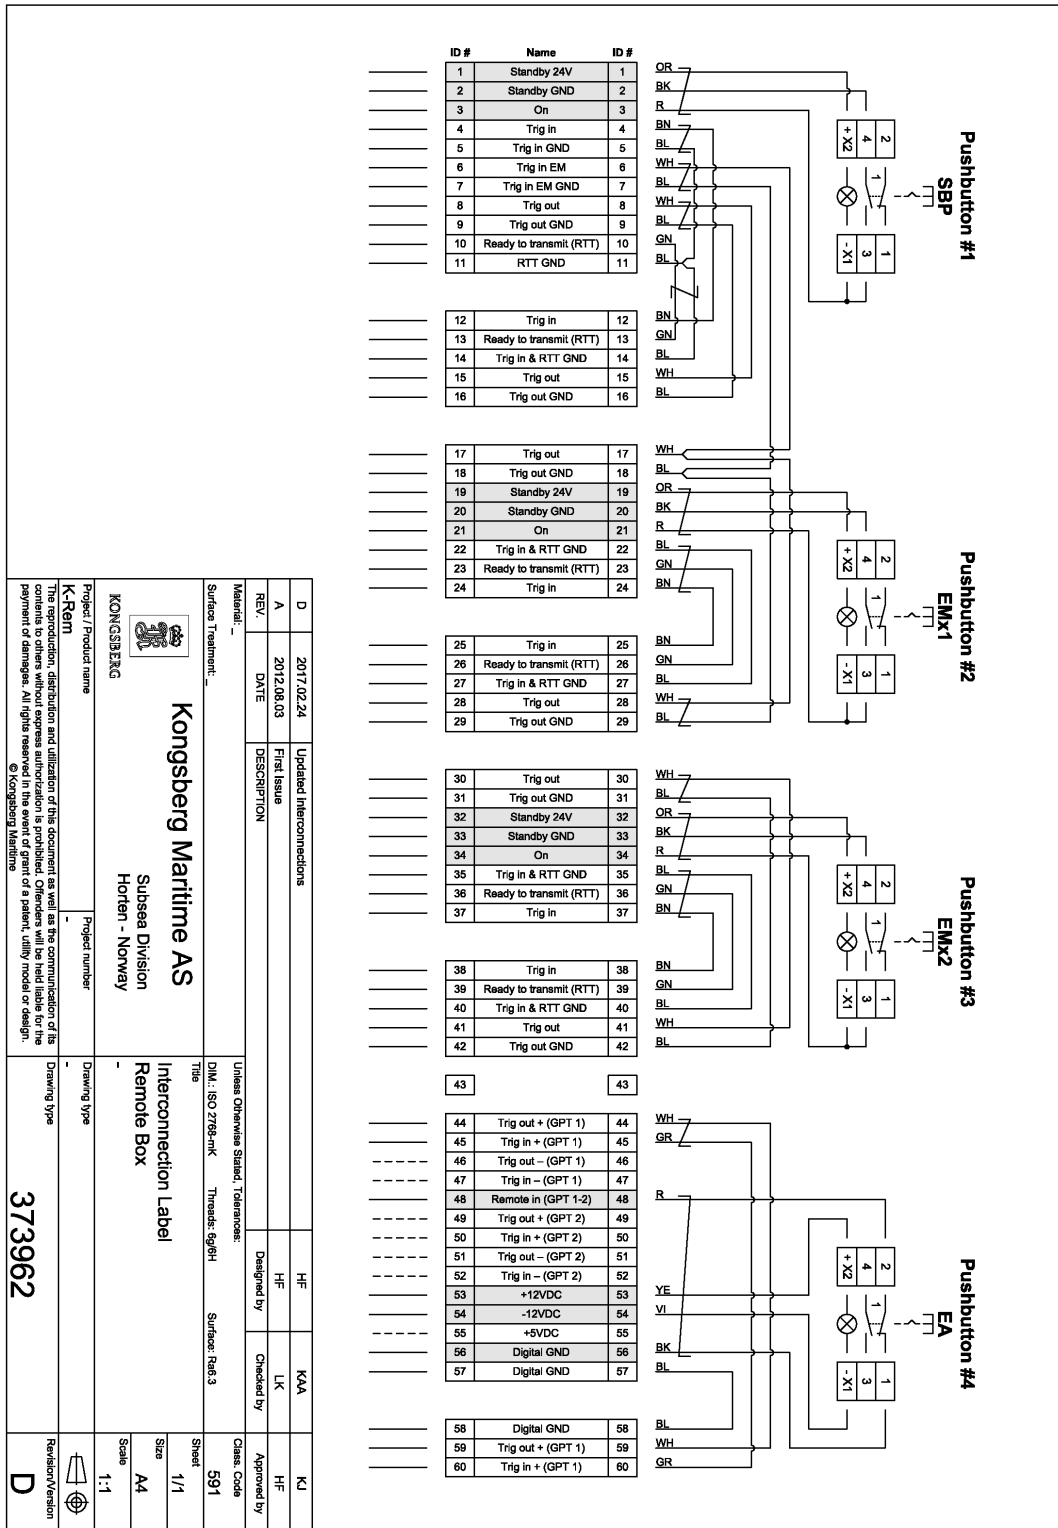 ID # Name ID #
1 Standby 24V 1 OR
2 Standby GND 2 BK
3 On 3 R
4 Trig in 4 BN
5 Trig in GND 5 BL
6 Trig in EM 6 WH
7 Trig in EM GND 7 BL
8 Trig out 8 WH
9 Trig out GND 9 BL
10 Ready to transmit (RTT) 10 GN
11 RTT GND 11 BL
12 Trig in 12 BN
13 Ready to transmit (RTT) 13 GN
14 Trig in & RTT GND 14 BL
15 Trig out 15 WH
16 Trig out GND 16 BL
17 Trig out 17 WH
18 Trig out GND 18 BL
19 Standby 24V 19 OR
20 Standby GND 20 BK
21 On 21 R
22 Trig in & RTT GND 22 BL
23 Ready to transmit (RTT) 23 GN
24 Trig in 24 BN
25 Trig in 25 BN
26 Ready to transmit (RTT) 26 GN
27 Trig in & RTT GND 27 BL
28 Trig out 28 WH
29 Trig out GND 29 BL
30 Trig out 30 WH
31 Trig out GND 31 BL
32 Standby 24V 32 OR
33 Standby GND 33 BK
34 On 34 R
35 Trig in & RTT GND 35 BL
36 Ready to transmit (RTT) 36 GN
37 Trig in 37 BN
38 Trig in 38 BN
39 Ready to transmit (RTT) 39 GN
40 Trig in & RTT GND 40 BL
41 Trig out 41 WH
42 Trig out GND 42 BL
43 43
44 Trig out + (GPT 1) 44 WH
45 Trig in + (GPT 1) 45 GR
46 Trig out – (GPT 1) 46
47 Trig in – (GPT 1) 47
48 Remote in (GPT 1-2) 48 R
49 Trig out + (GPT 2) 49
50 Trig in + (GPT 2) 50
51 Trig out – (GPT 2) 51
52 Trig in – (GPT 2) 52
53 +12VDC 53 YE
54 -12VDC 54 VI
55 +5VDC 55
56 Digital GND 56 BK
57 Digital GND 57 BL
58 Digital GND 58 BL
59 Trig out + (GPT 1) 59 WH
60 Trig in + (GPT 1) 60 GR
Pushbutton #1
SBP
2
4
+ X2
1
1
3
- X1
Pushbutton #2
EMx1
2
4
+ X2
1
1
3
- X1
Pushbutton #3
EMx2
2
4
+ X2
1
1
3
- X1
Pushbutton #4
EA
2
4
+ X2
1
1
3
- X1
D 2017.02.24 Updated interconnections HF KAA KJ
A 2012.08.03 First Issue HF LK HF
REV. DATE DESCRIPTION Designed by Checked by Approved by
Material: _
Surface Treatment: _
Unless Otherwise Stated, Tolerances:
DIM.: ISO 2768-mK Threads: 6g/6H Surface: Ra6.3
Class. Code
591
KONGSBERG
Kongsberg Maritime AS
Subsea Division
Horten - Norway
Title
Interconnection Label
Remote Box
-
Sheet
1/1
Size
A4
Scale
1:1
Project / Product name
K-Rem
Project number
-
Drawing type
-
The reproduction, distribution and utilization of this document as well as the communication of its
contents to others without express authorization is prohibited. Offenders will be held liable for the
payment of damages. All rights reserved in the event of grant of a patent, utility model or design.
© Kongsberg Maritime
Drawing type
373962
Revision/Version
D